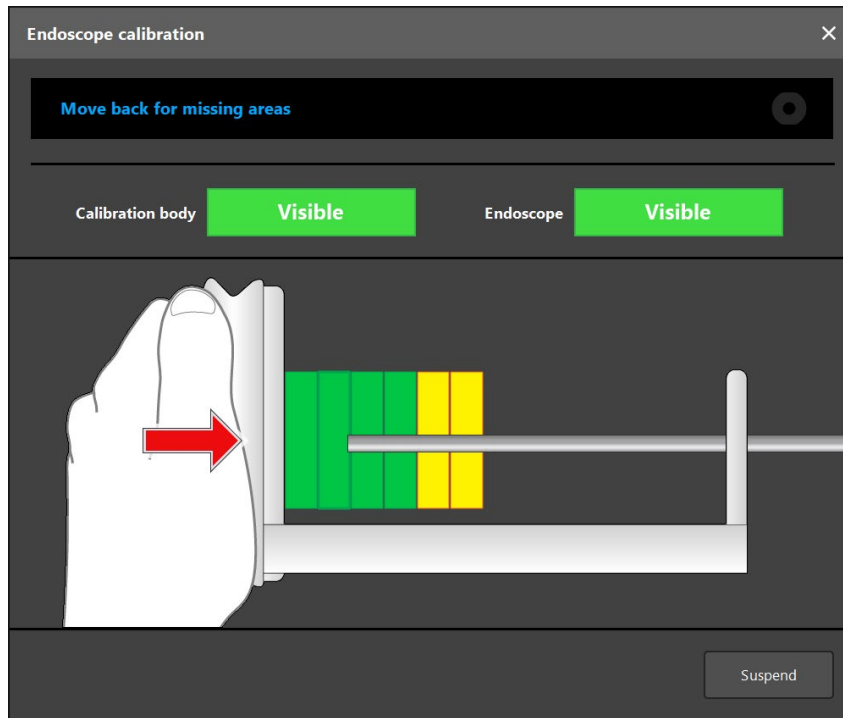 Endoscope calibration
Move back for missing areas
Calibration body Visible Endoscope Visible
Suspend